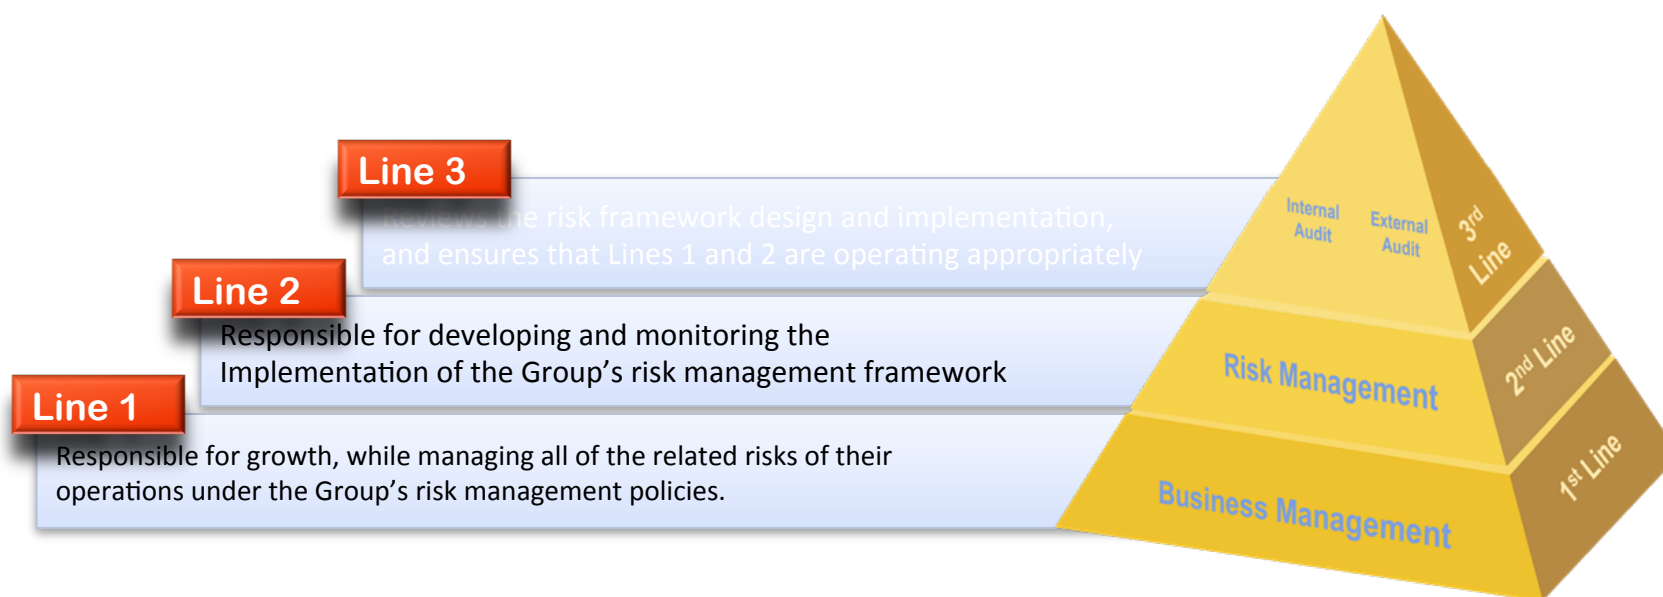 Line 3
Reviews the risk framework design and implementation,
and ensures that Lines 1 and 2 are operating appropriately
Line 2
Responsible for developing and monitoring the
Implementation of the Group’s risk management framework
Line 1
Responsible for growth, while managing all of the related risks of their
operations under the Group’s risk management policies.
Internal
Audit
External
Audit
3rd
Line
Risk Management
2nd Line
Business Management
1st Line